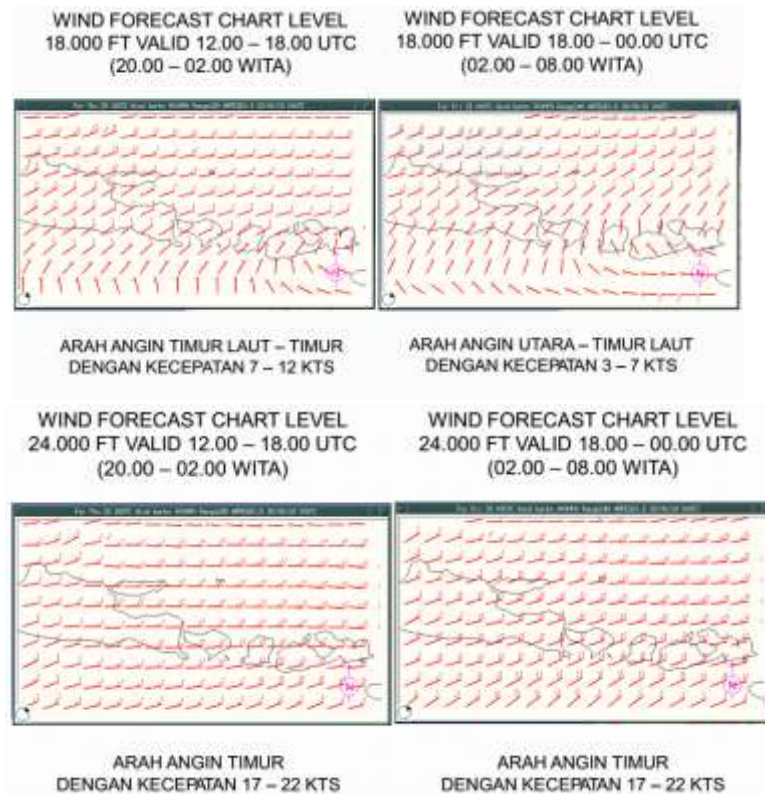 WIND FORECAST CHART LEVEL
18.000 FT VALID 12.00 – 18.00 UTC
(20.00 – 02.00 WITA)
WIND FORECAST CHART LEVEL
18.000 FT VALID 18.00 – 00.00 UTC
(02.00 – 08.00 WITA)
ARAH ANGIN TIMUR LAUT – TIMUR
DENGAN KECEPATAN 7 – 12 KTS
ARAH ANGIN UTARA – TIMUR LAUT
DENGAN KECEPATAN 3 – 7 KTS
WIND FORECAST CHART LEVEL
24.000 FT VALID 12.00 – 18.00 UTC
(20.00 – 02.00 WITA)
WIND FORECAST CHART LEVEL
24.000 FT VALID 18.00 – 00.00 UTC
(02.00 – 08.00 WITA)
ARAH ANGIN TIMUR
DENGAN KECEPATAN 17 – 22 KTS
ARAH ANGIN TIMUR
DENGAN KECEPATAN 17 – 22 KTS